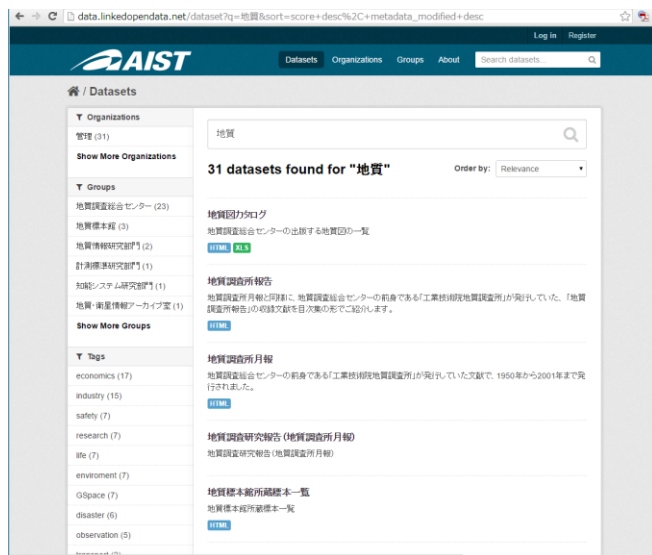 data.linkedopendata.net/dataset?q=地質&sort=score+desc%2C+metadata_modified+desc
Log in Register
AIST
Datasets Organizations Groups About Search datasets...
/ Datasets
Organizations
管理 (31)
Show More Organizations
Groups
地質調査総合センター (23)
地質標本館 (3)
地質情報研究部門 (2)
計測標準研究部門 (1)
知能システム研究部門 (1)
地質・衛星情報アーカイブ室 (1)
Show More Groups
Tags
economics (17)
industry (15)
safety (7)
research (7)
life (7)
enviroment (7)
GSpace (7)
disaster (6)
observation (5)
地質
31 datasets found for "地質"
Order by: Relevance
地質図カタログ
地質調査総合センターの出版する地質図の一覧
HTML XLS
地質調査所報告
地質調査所月報と同様に、地質調査総合センターの前身である「工業技術院地質調査所」が発行していた、「地質
調査所報告」の収録文献を目次集の形でご紹介します。
HTML
地質調査所月報
地質調査総合センターの前身である「工業技術院地質調査所」が発行していた文献で、1950年から2001年まで発
行されました。
HTML
地質調査研究報告 (地質調査所月報)
地質調査研究報告 (地質調査所月報)
地質標本館所蔵標本一覧
地質標本館所蔵標本一覧
HTML